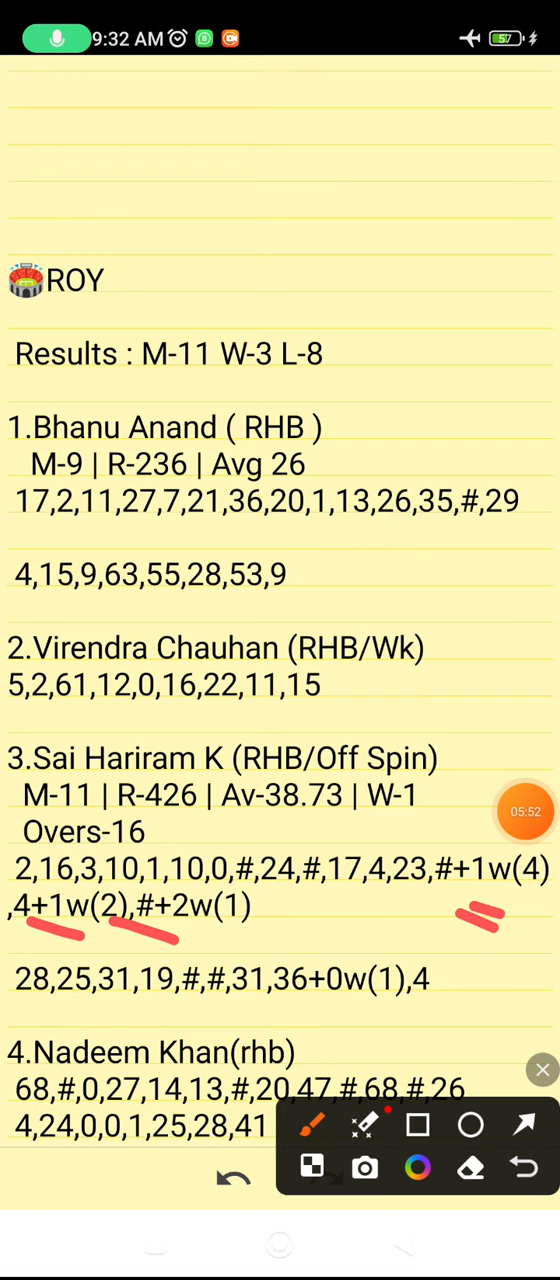 9:32 AM
57
ROY
Results : M-11 W-3 L-8
1.Bhanu Anand ( RHB )
M-9 | R-236 | Avg 26
17,2,11,27,7,21,36,20,1,13,26,35,#,29
4,15,9,63,55,28,53,9
2.Virendra Chauhan (RHB/Wk)
5,2,61,12,0,16,22,11,15
3.Sai Hariram K (RHB/Off Spin)
M-11 | R-426 | Av-38.73 | W-1
Overs-16
05:52
2,16,3,10,1,10,0,#,24,#,17,4,23,#+1w(4)
,4+1w(2),#+2w(1)
28,25,31,19,#,#,31,36+0w(1),4
4.Nadeem Khan(rhb)
68,#,0,27,14,13,#,20,47,#,68,#,26
4,24,0,0,1,25,28,41